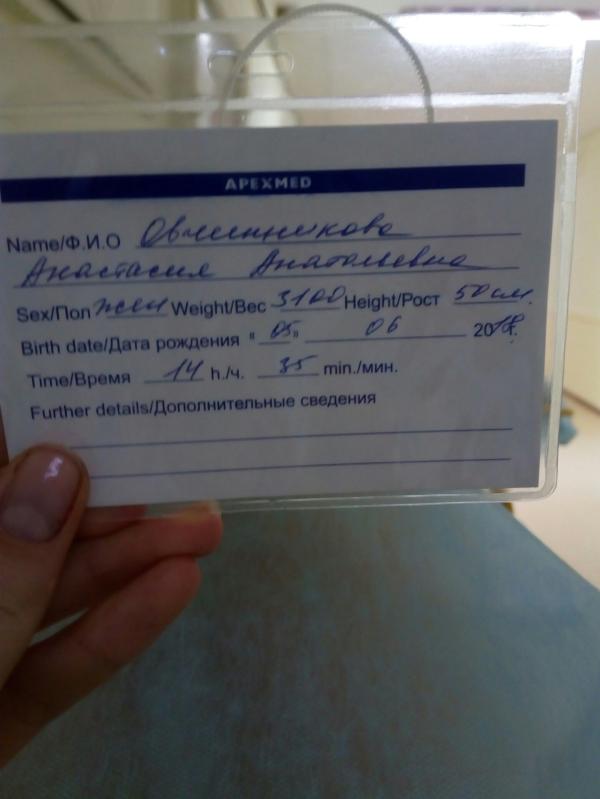 APEXMED
Name/Ф.И.О Овчинникова
Анастасия Анатольевна
Sex/Пол жен Weight/Вес 3100 Height/Рост 50 см.
Birth date/Дата рождения "05" 06 2018г.
Time/Время 14 h./ч. 35 min./мин.
Further details/Дополнительные сведения